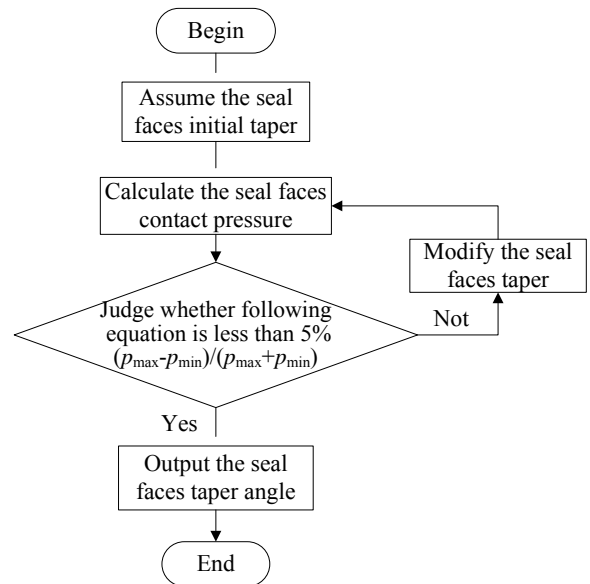 Begin
Assume the seal
faces initial taper
Calculate the seal faces
contact pressure
Modify the seal
faces taper
Judge whether following
equation is less than 5%
(pmax-pmin)/(pmax+pmin)
Not
Yes
Output the seal
faces taper angle
End